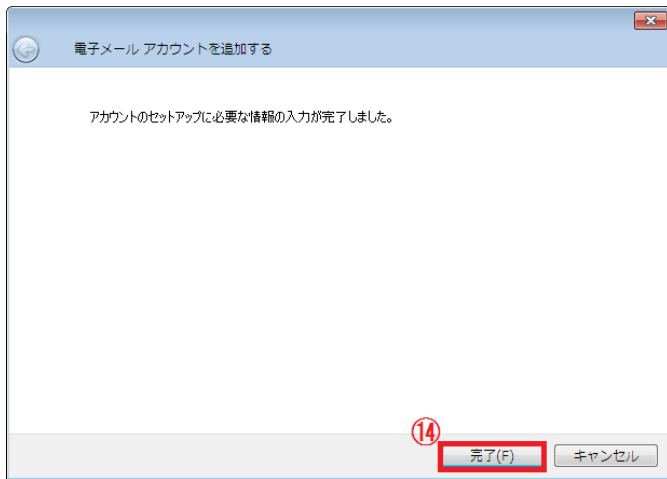 電子メール アカウントを追加する
アカウントのセットアップに必要な情報の入力が完了しました。
⑭
完了(F)
キャンセル